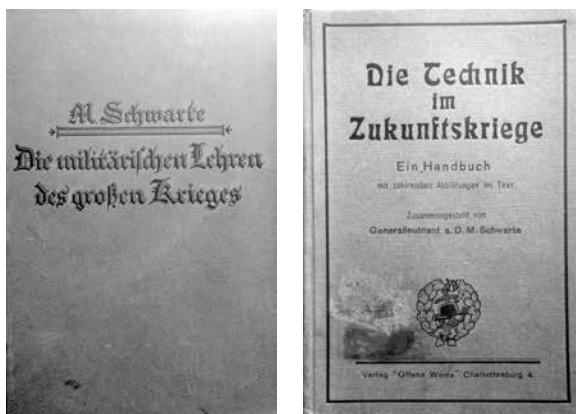 M. Schwarte
Die militärischen Lehren
des großen Krieges
Die Technik
im
Zukunftskriege
Ein Handbuch
mit zahlreichen Abbildungen im Text.
Zusammengestellt von
Generalleutnant a. D. M. Schwarte
Verlag "Offene Worte" Charlottenburg 4.